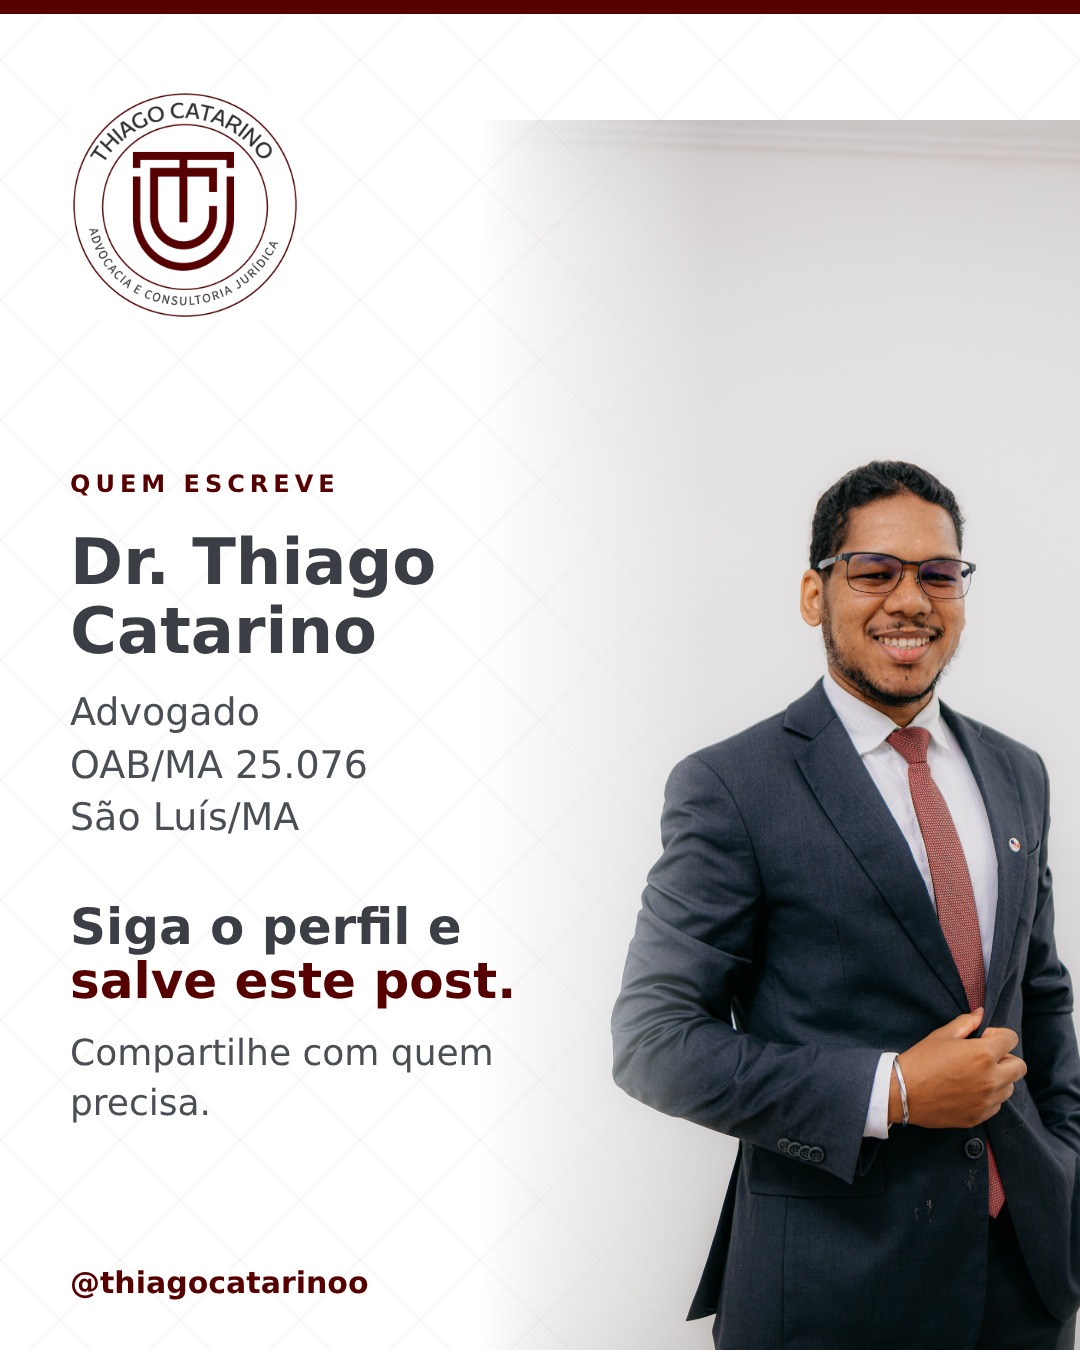 THIAGO CATARINO
ADVOCACIA E CONSULTORIA JURÍDICA
QUEM ESCREVE
Dr. Thiago
Catarino
Advogado
OAB/MA 25.076
São Luís/MA
Siga o perfil e
salve este post.
Compartilhe com quem
precisa.
@thiagocatarinoo